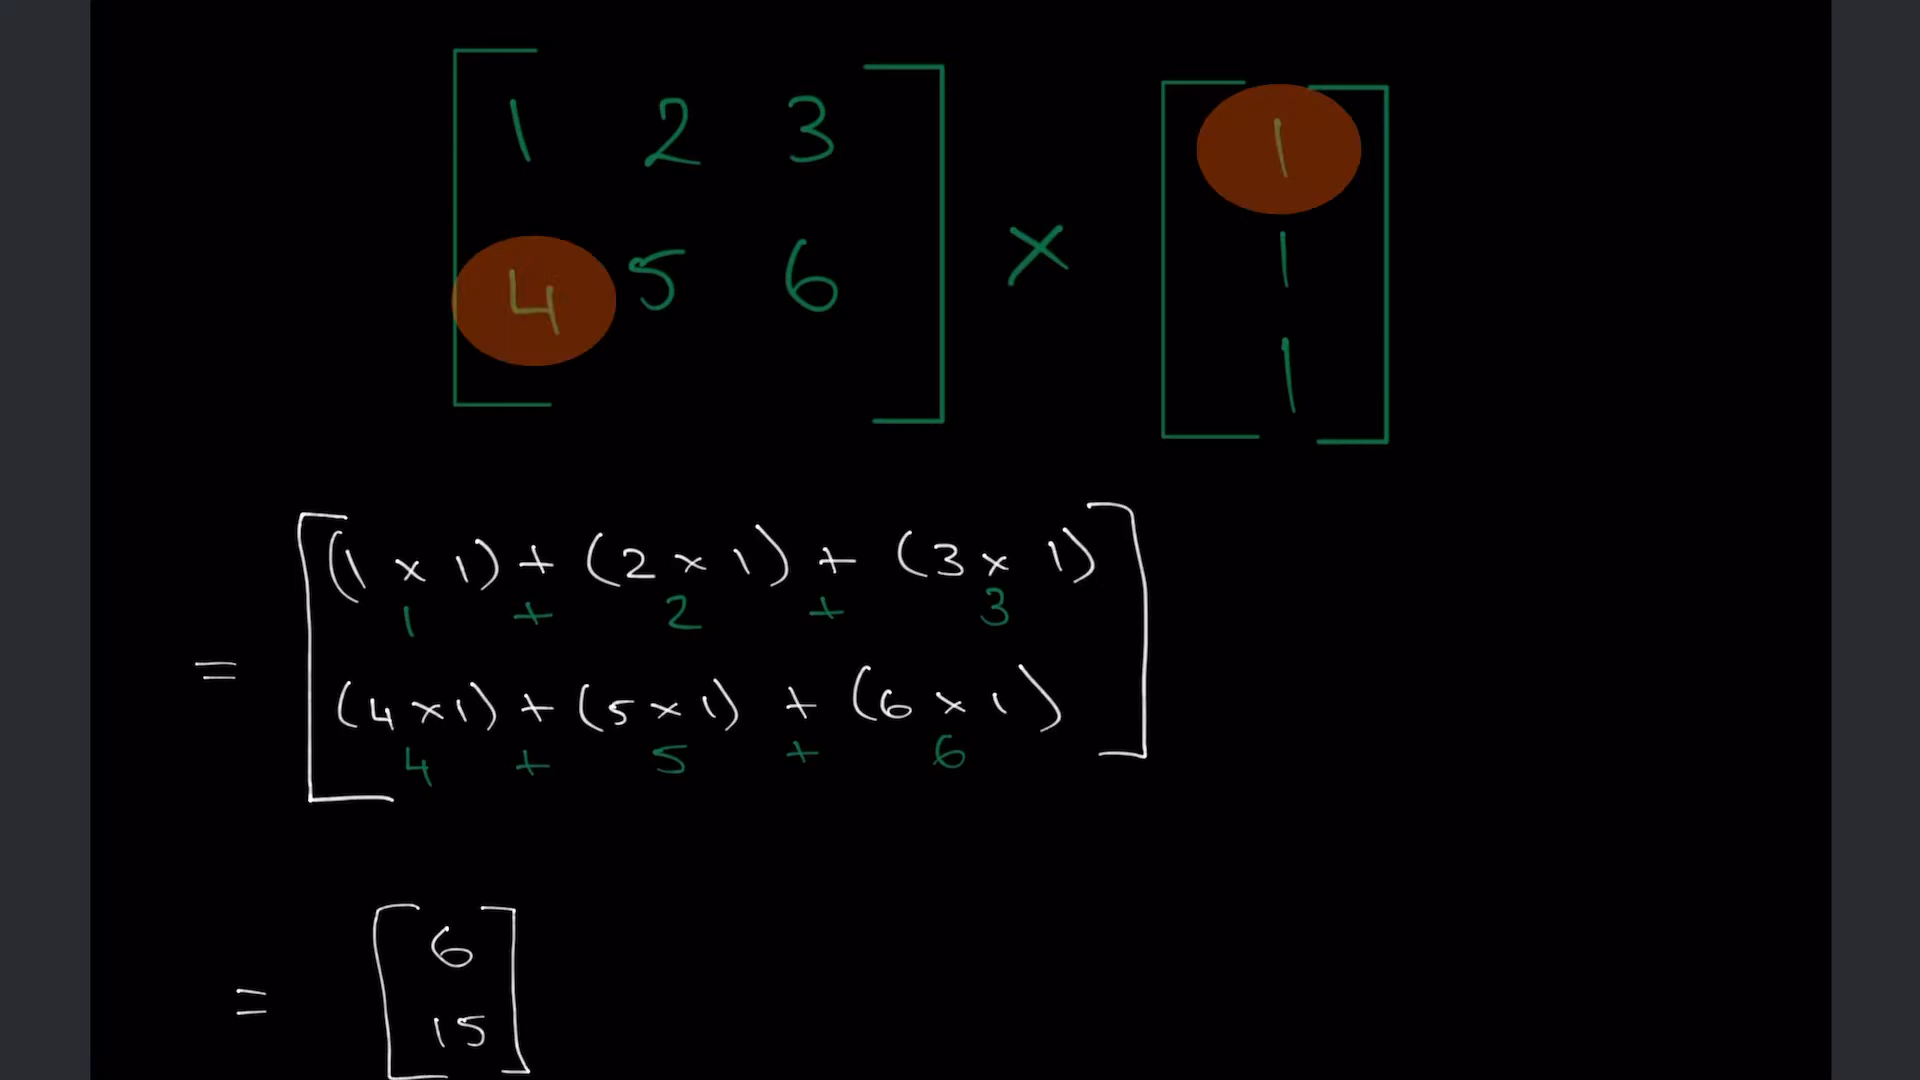 1 2 3 1
4 5 6 × 1
1
(1 × 1) + (2 × 1) + (3 × 1)
1 + 2 + 3
=
(4 × 1) + (5 × 1) + (6 × 1)
4 + 5 + 6
6
=
15